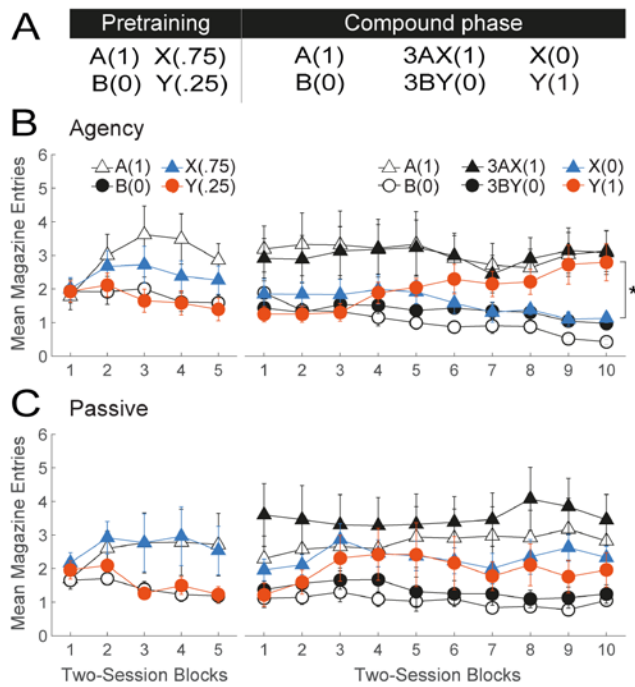 A Pretraining Compound phase
A(1) X(.75) A(1) 3AX(1) X(0)
B(0) Y(.25) B(0) 3BY(0) Y(1)
B Agency
Mean Magazine Entries
6
5
4
3
2
1
0
A(1) X(.75) A(1) 3AX(1) X(0)
B(0) Y(.25) B(0) 3BY(0) Y(1)
*
1 2 3 4 5 1 2 3 4 5 6 7 8 9 10
C Passive
Mean Magazine Entries
6
5
4
3
2
1
0
1 2 3 4 5 1 2 3 4 5 6 7 8 9 10
Two-Session Blocks Two-Session Blocks